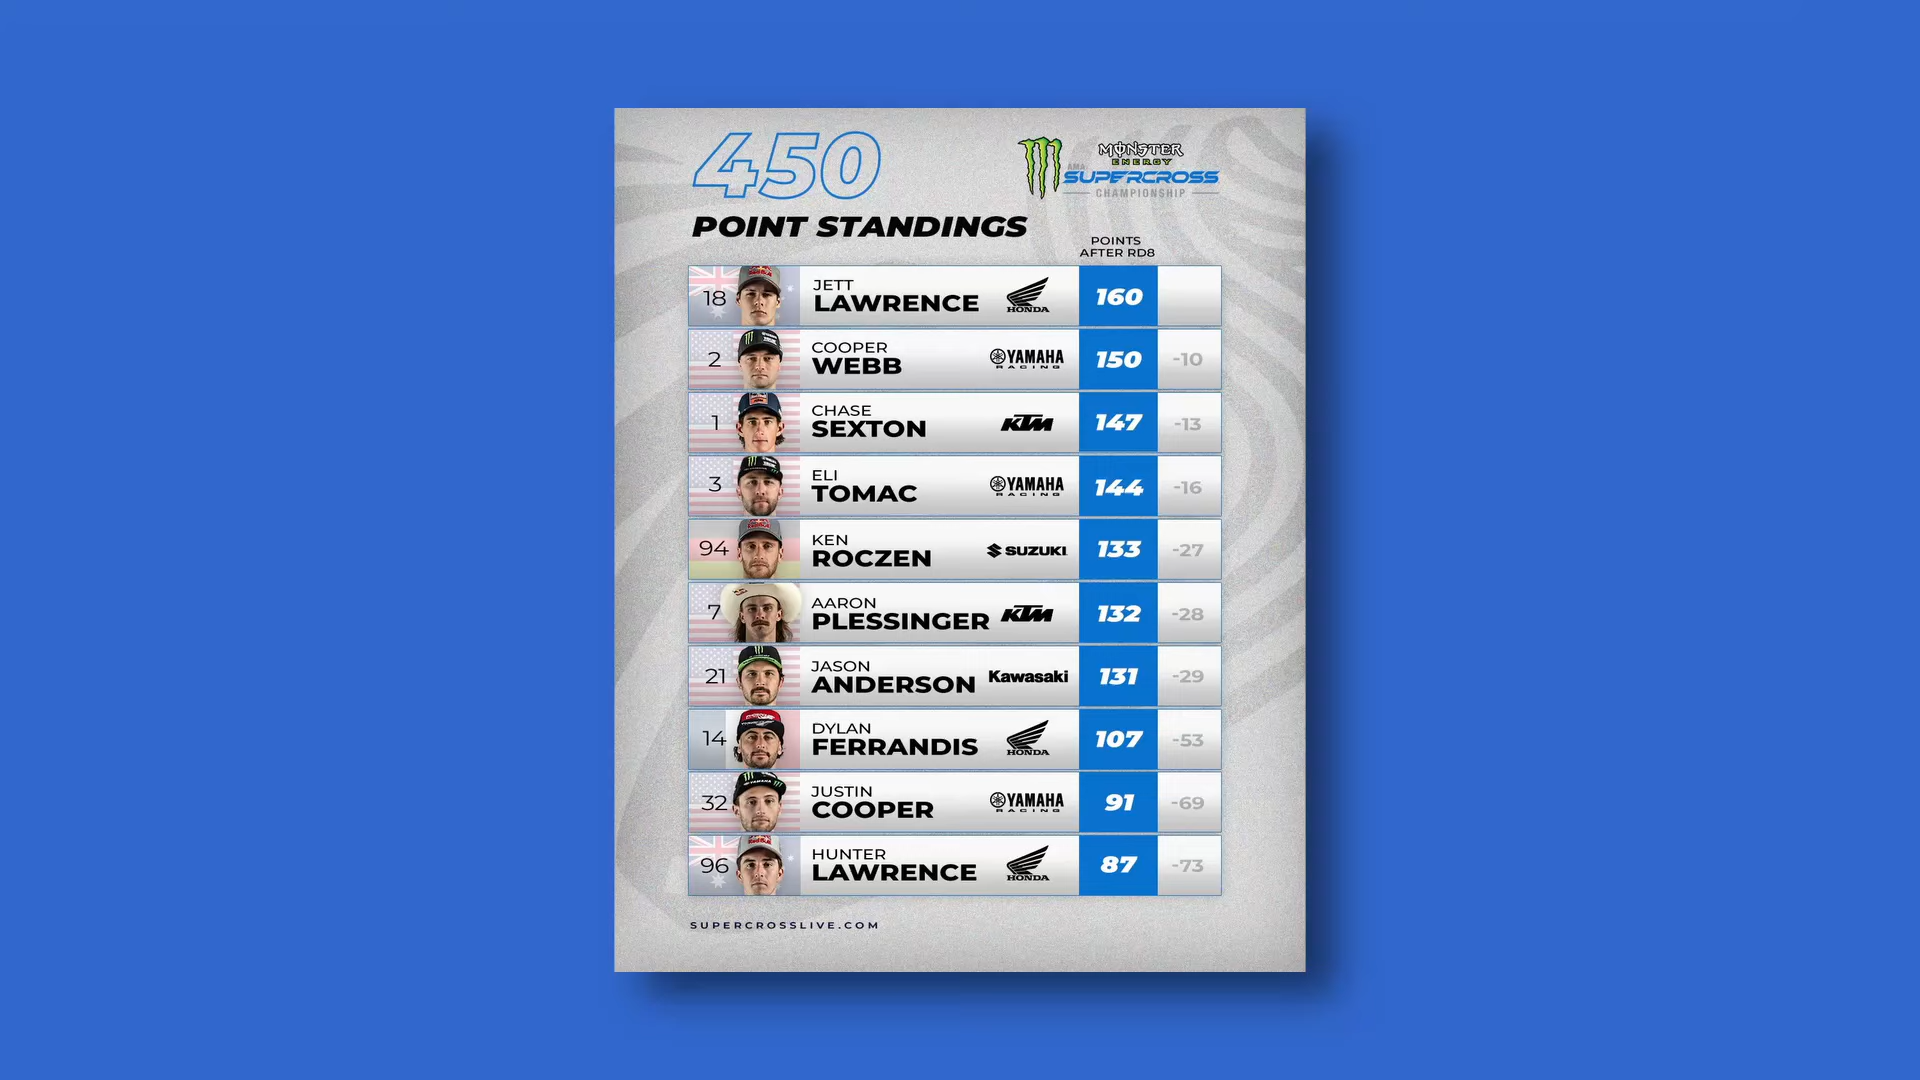 450
POINT STANDINGS
MONSTER
ENERGY
AMA
SUPERCROSS
CHAMPIONSHIP
POINTS
AFTER RD8
18 JETT LAWRENCE HONDA 160
2 COOPER WEBB YAMAHA RACING 150 -10
1 CHASE SEXTON KTM 147 -13
3 ELI TOMAC YAMAHA RACING 144 -16
94 KEN ROCZEN SUZUKI 133 -27
7 AARON PLESSINGER KTM 132 -28
21 JASON ANDERSON Kawasaki 131 -29
14 DYLAN FERRANDIS HONDA 107 -53
32 JUSTIN COOPER YAMAHA RACING 91 -69
96 HUNTER LAWRENCE HONDA 87 -73
SUPERCROSSLIVE.COM